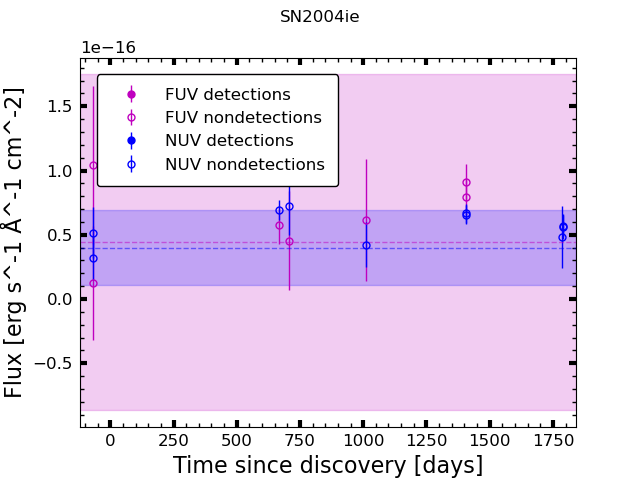 SN2004ie
1e−16
FUV detections
FUV nondetections
NUV detections
NUV nondetections
1.5
1.0
0.5
0.0
−0.5
Flux [erg s^-1 Å^-1 cm^-2]
0 250 500 750 1000 1250 1500 1750
Time since discovery [days]